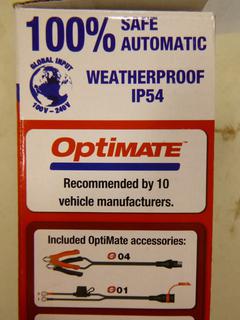 100% SAFE AUTOMATIC
GLOBAL INPUT
100V - 240V
WEATHERPROOF
IP54
OPTIMATE™
Recommended by 10
vehicle manufacturers.
Included OptiMate accessories:
04
01